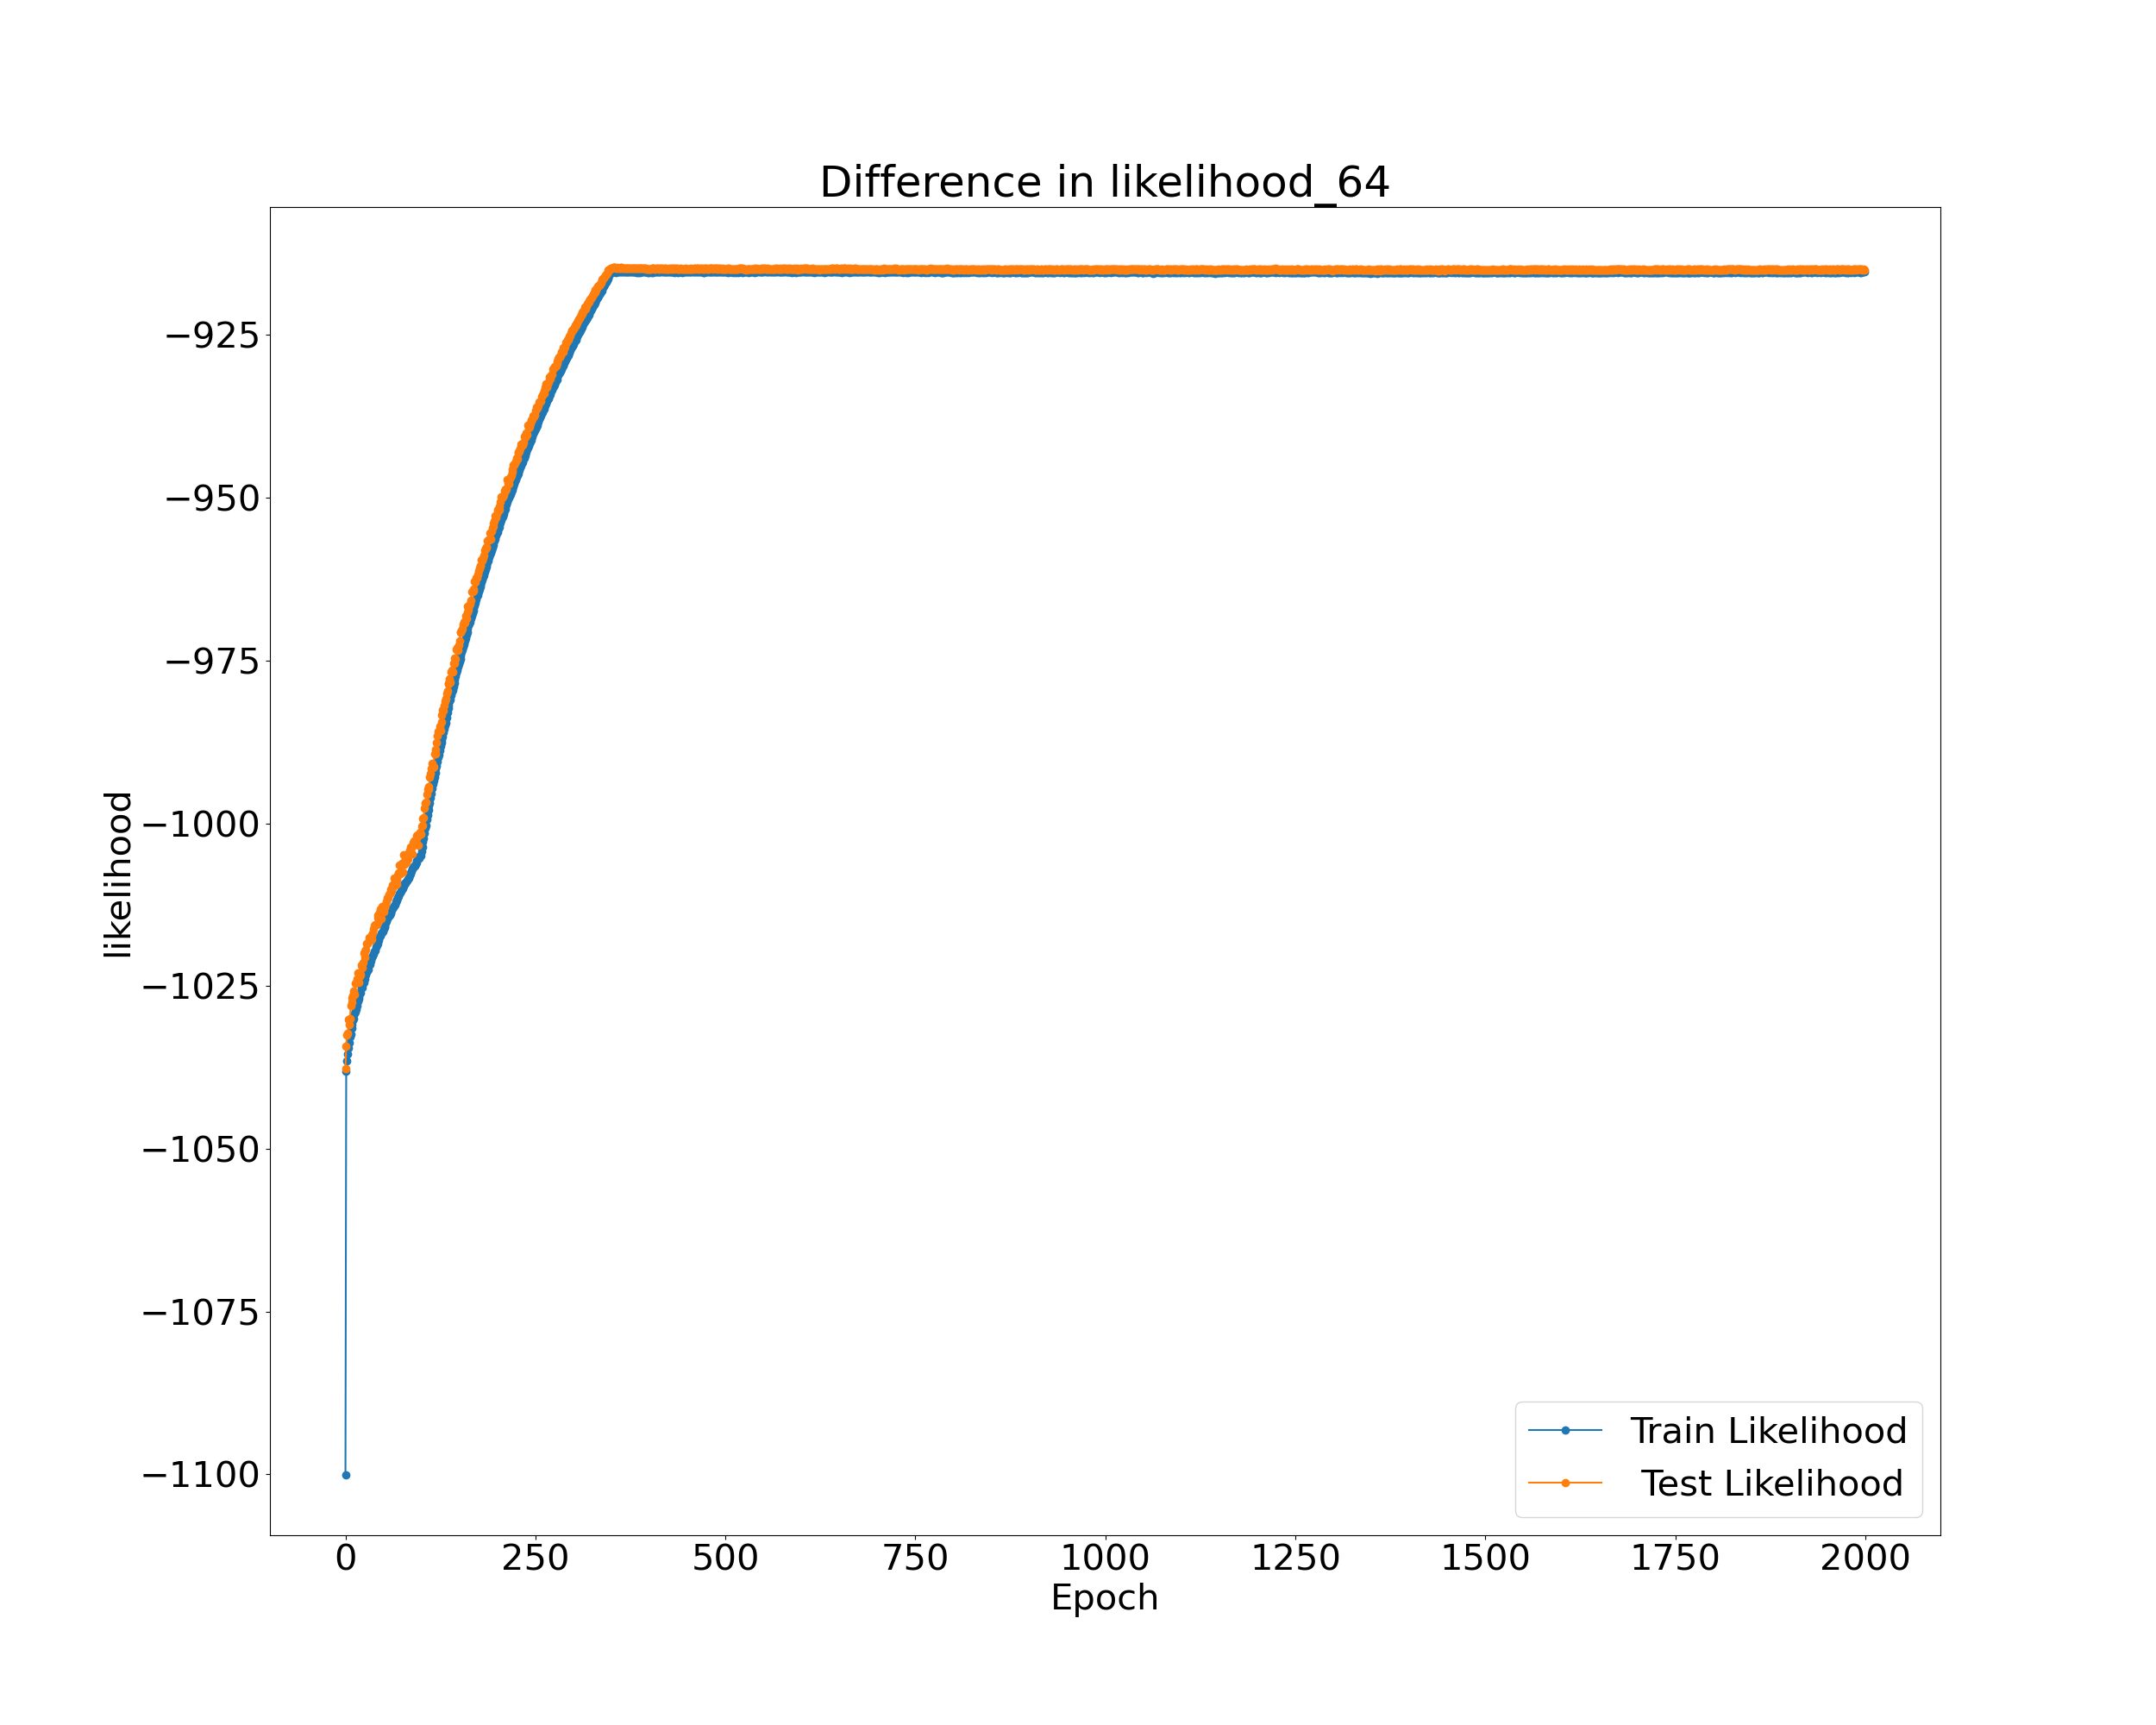 Difference in likelihood_64
likelihood
−925
−950
−975
−1000
−1025
−1050
−1075
−1100
Train Likelihood
Test Likelihood
0 250 500 750 1000 1250 1500 1750 2000
Epoch